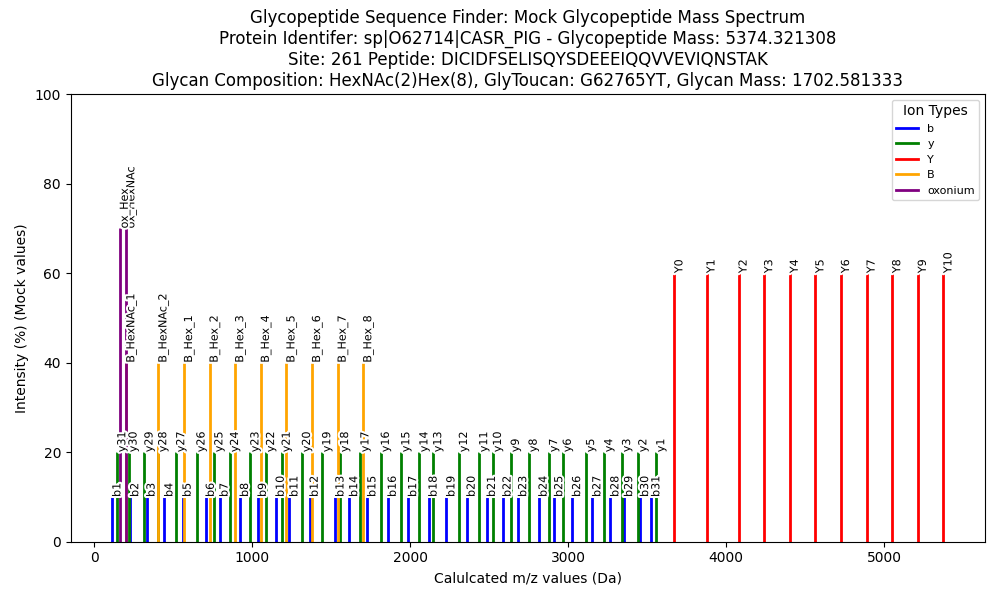 Glycopeptide Sequence Finder: Mock Glycopeptide Mass Spectrum
Protein Identifer: sp|O62714|CASR_PIG - Glycopeptide Mass: 5374.321308
Site: 261 Peptide: DICIDFSELISQYSDEEEIQQVVEVIQNSTAK
Glycan Composition: HexNAc(2)Hex(8), GlyToucan: G62765YT, Glycan Mass: 1702.581333
Intensity (%) (Mock values)
100
80
60
40
20
0
Ion Types
b
y
Y
B
oxonium
ox_Hex
ox_HexNAc
Y0
Y1
Y2
Y3
Y4
Y5
Y6
Y7
Y8
Y9
Y10
B_HexNAc_1
B_HexNAc_2
B_Hex_1
B_Hex_2
B_Hex_3
B_Hex_4
B_Hex_5
B_Hex_6
B_Hex_7
B_Hex_8
y31
y30
y29
y28
y27
y26
y25
y24
y23
y22
y21
y20
y19
y18
y17
y16
y15
y14
y13
y12
y11
y10
y9
y8
y7
y6
y5
y4
y3
y2
y1
b1
b2
b3
b4
b5
b6
b7
b8
b9
b10
b11
b12
b13
b14
b15
b16
b17
b18
b19
b20
b21
b22
b23
b24
b25
b26
b27
b28
b29
b30
b31
0
1000
2000
3000
4000
5000
Calulcated m/z values (Da)